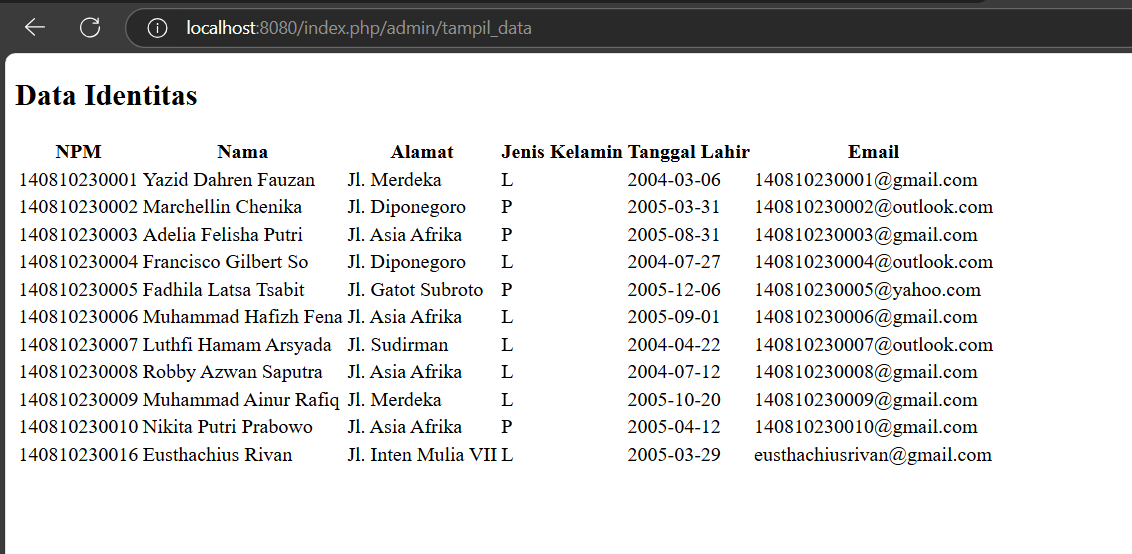 localhost:8080/index.php/admin/tampil_data
Data Identitas
NPM Nama Alamat Jenis Kelamin Tanggal Lahir Email
140810230001 Yazid Dahren Fauzan Jl. Merdeka L 2004-03-06 140810230001@gmail.com
140810230002 Marchellin Chenika Jl. Diponegoro P 2005-03-31 140810230002@outlook.com
140810230003 Adelia Felisha Putri Jl. Asia Afrika P 2005-08-31 140810230003@gmail.com
140810230004 Francisco Gilbert So Jl. Diponegoro L 2004-07-27 140810230004@outlook.com
140810230005 Fadhila Latsa Tsabit Jl. Gatot Subroto P 2005-12-06 140810230005@yahoo.com
140810230006 Muhammad Hafizh Fena Jl. Asia Afrika L 2005-09-01 140810230006@gmail.com
140810230007 Luthfi Hamam Arsyada Jl. Sudirman L 2004-04-22 140810230007@outlook.com
140810230008 Robby Azwan Saputra Jl. Asia Afrika L 2004-07-12 140810230008@gmail.com
140810230009 Muhammad Ainur Rafiq Jl. Merdeka L 2005-10-20 140810230009@gmail.com
140810230010 Nikita Putri Prabowo Jl. Asia Afrika P 2005-04-12 140810230010@gmail.com
140810230016 Eusthachius Rivan Jl. Inten Mulia VII L 2005-03-29 eusthachiusrivan@gmail.com